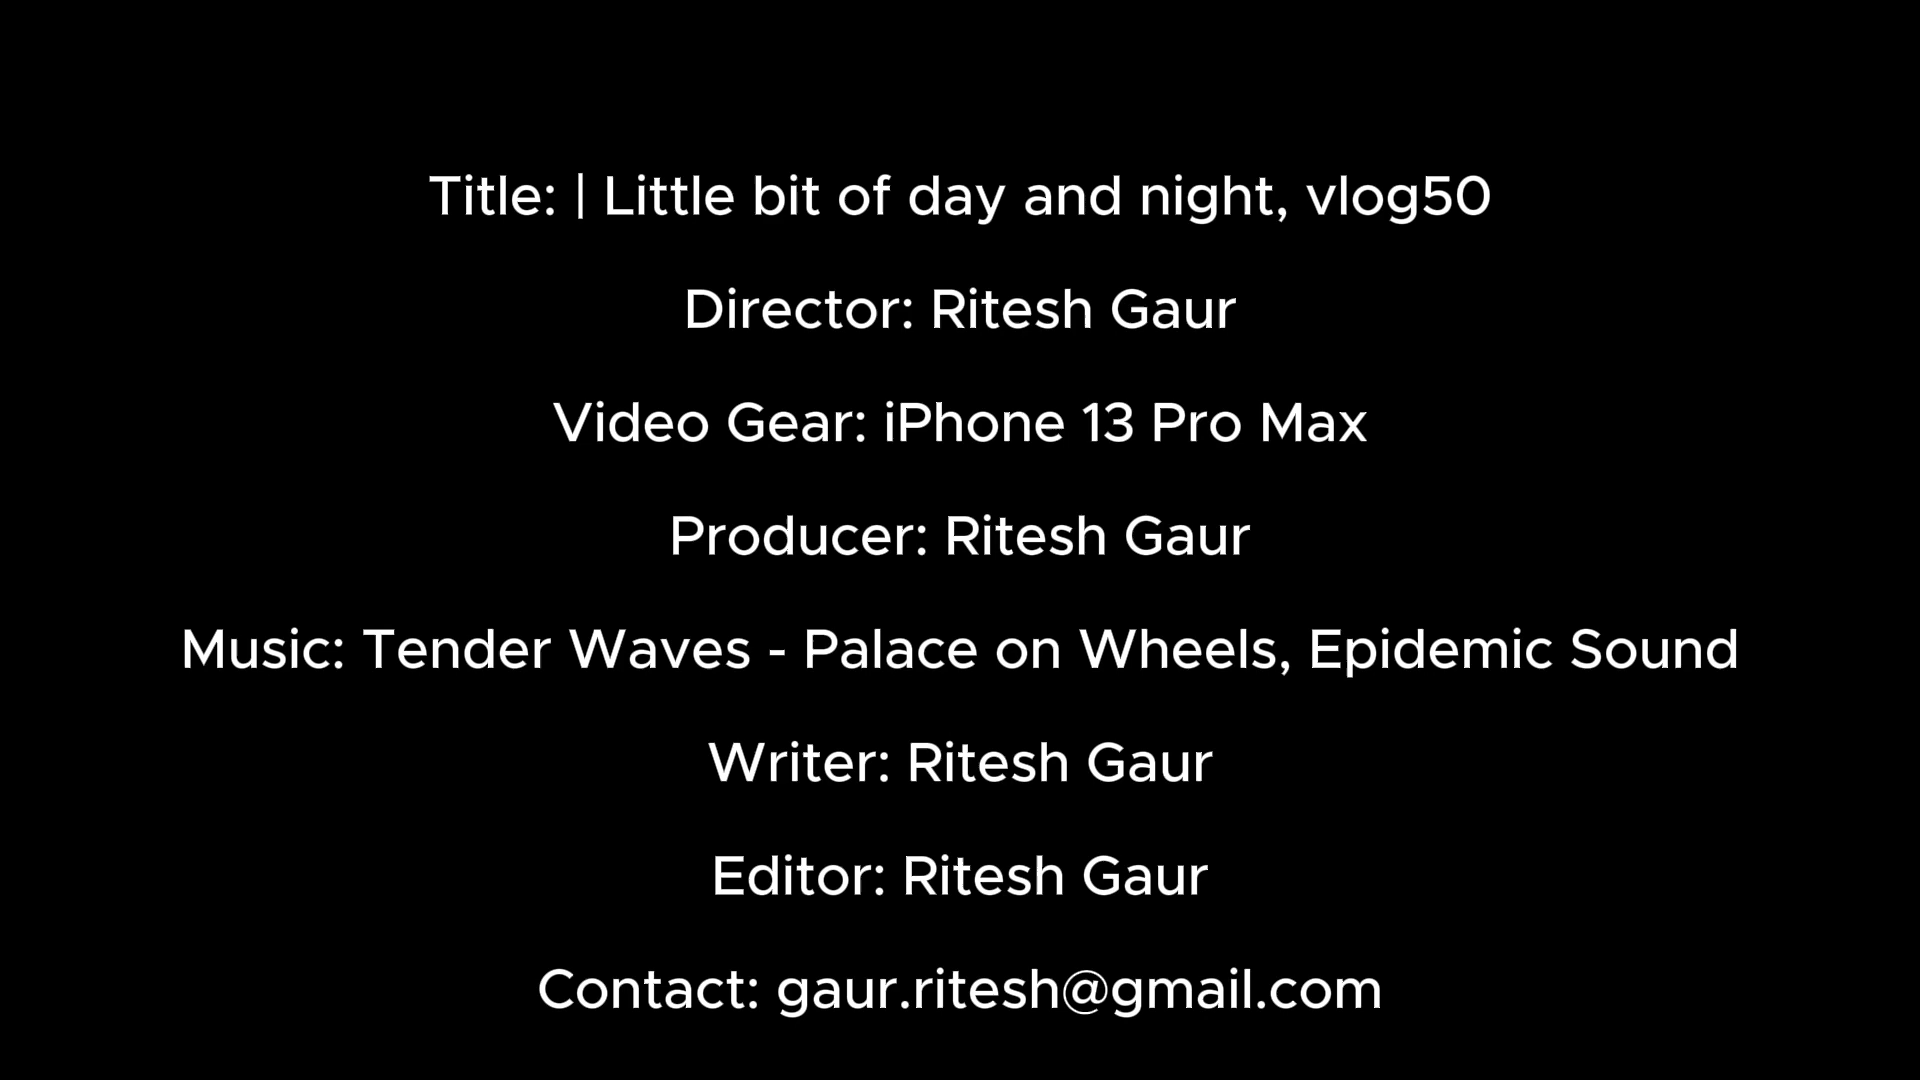 Title: | Little bit of day and night, vlog50
Director: Ritesh Gaur
Video Gear: iPhone 13 Pro Max
Producer: Ritesh Gaur
Music: Tender Waves - Palace on Wheels, Epidemic Sound
Writer: Ritesh Gaur
Editor: Ritesh Gaur
Contact: gaur.ritesh@gmail.com